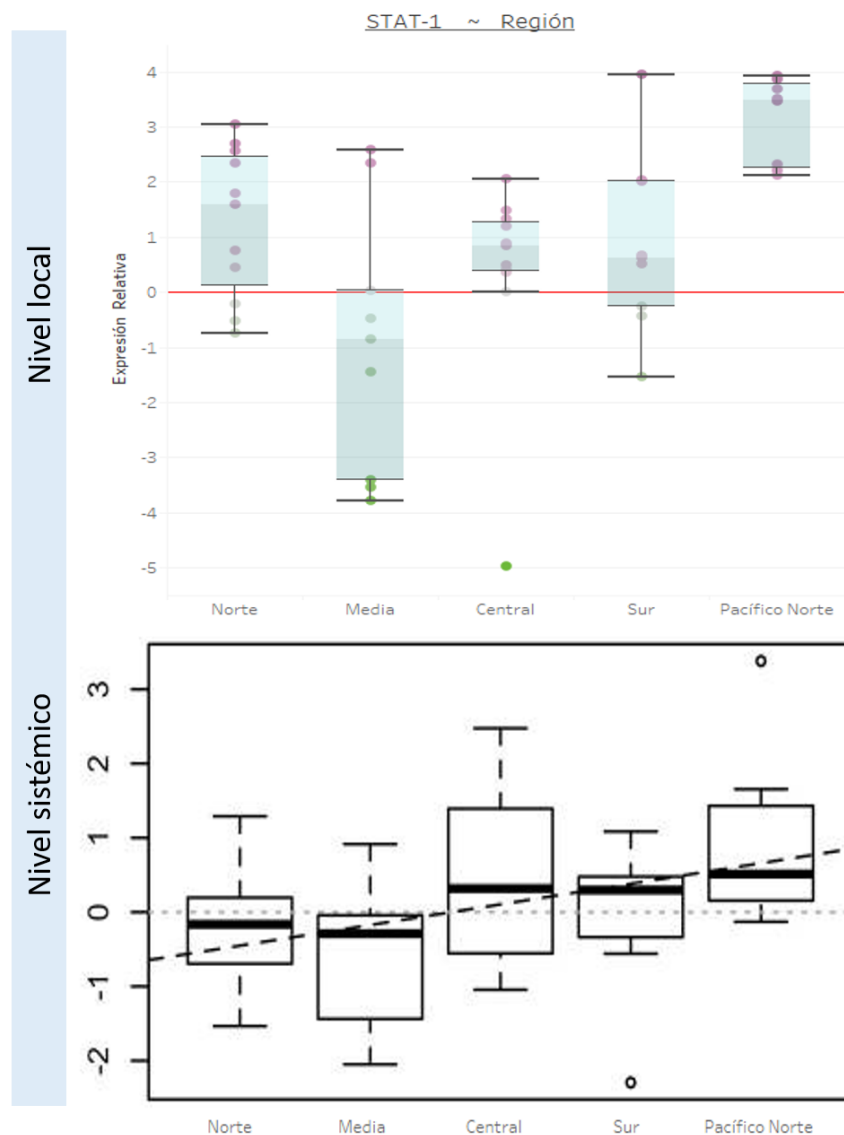 STAT-1 ~ Región
Nivel local
Expresión Relativa
4
3
2
1
0
-1
-2
-3
-4
-5
Norte Media Central Sur Pacífico Norte
Nivel sistémico
3
2
1
0
-1
-2
Norte Media Central Sur Pacífico Norte